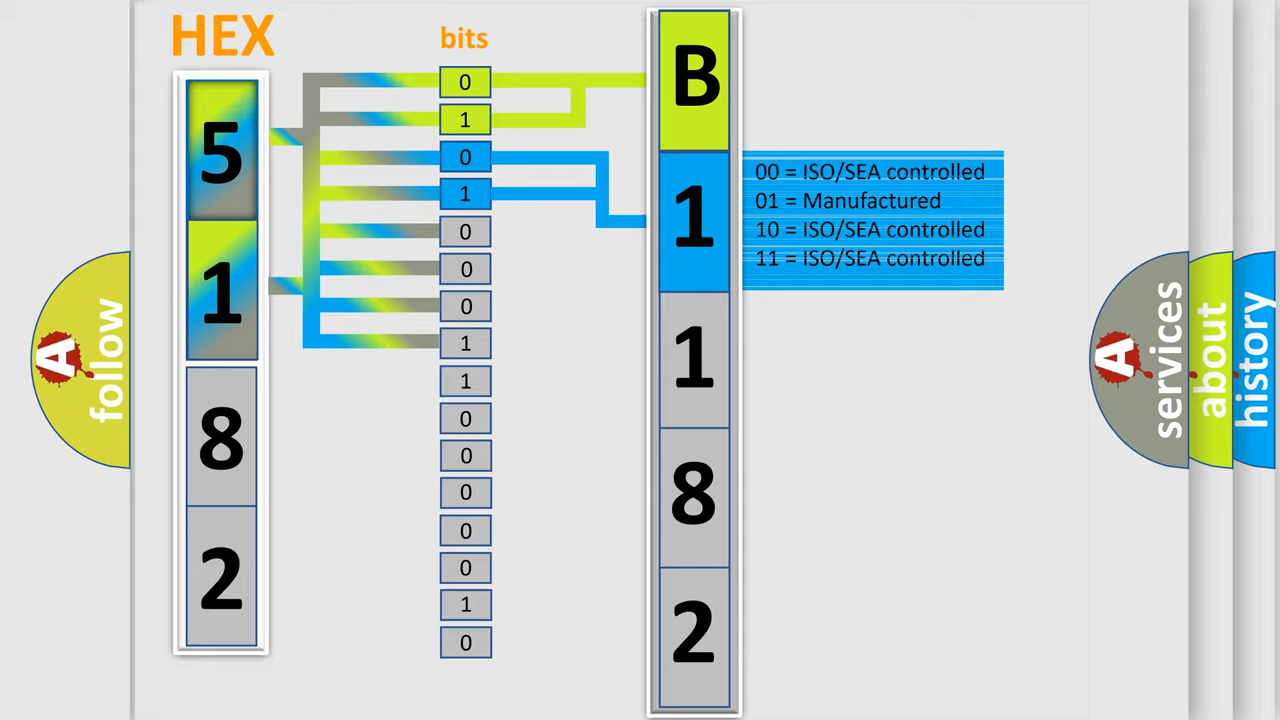 HEX
bits
5
1
8
2
0
1
0
1
0
0
0
1
1
0
0
0
0
0
1
0
B
1
1
8
2
00 = ISO/SEA controlled
01 = Manufactured
10 = ISO/SEA controlled
11 = ISO/SEA controlled
A
follow
A
services
about
history